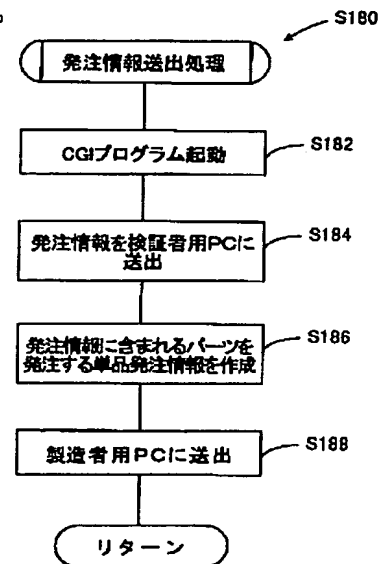 S180
発注情報送出処理
CGIプログラム起動
S182
発注情報を検証者用PCに
送出
S184
発注情報に含まれるパーツを
発注する単品発注情報を作成
S186
製造者用PCに送出
S188
リターン